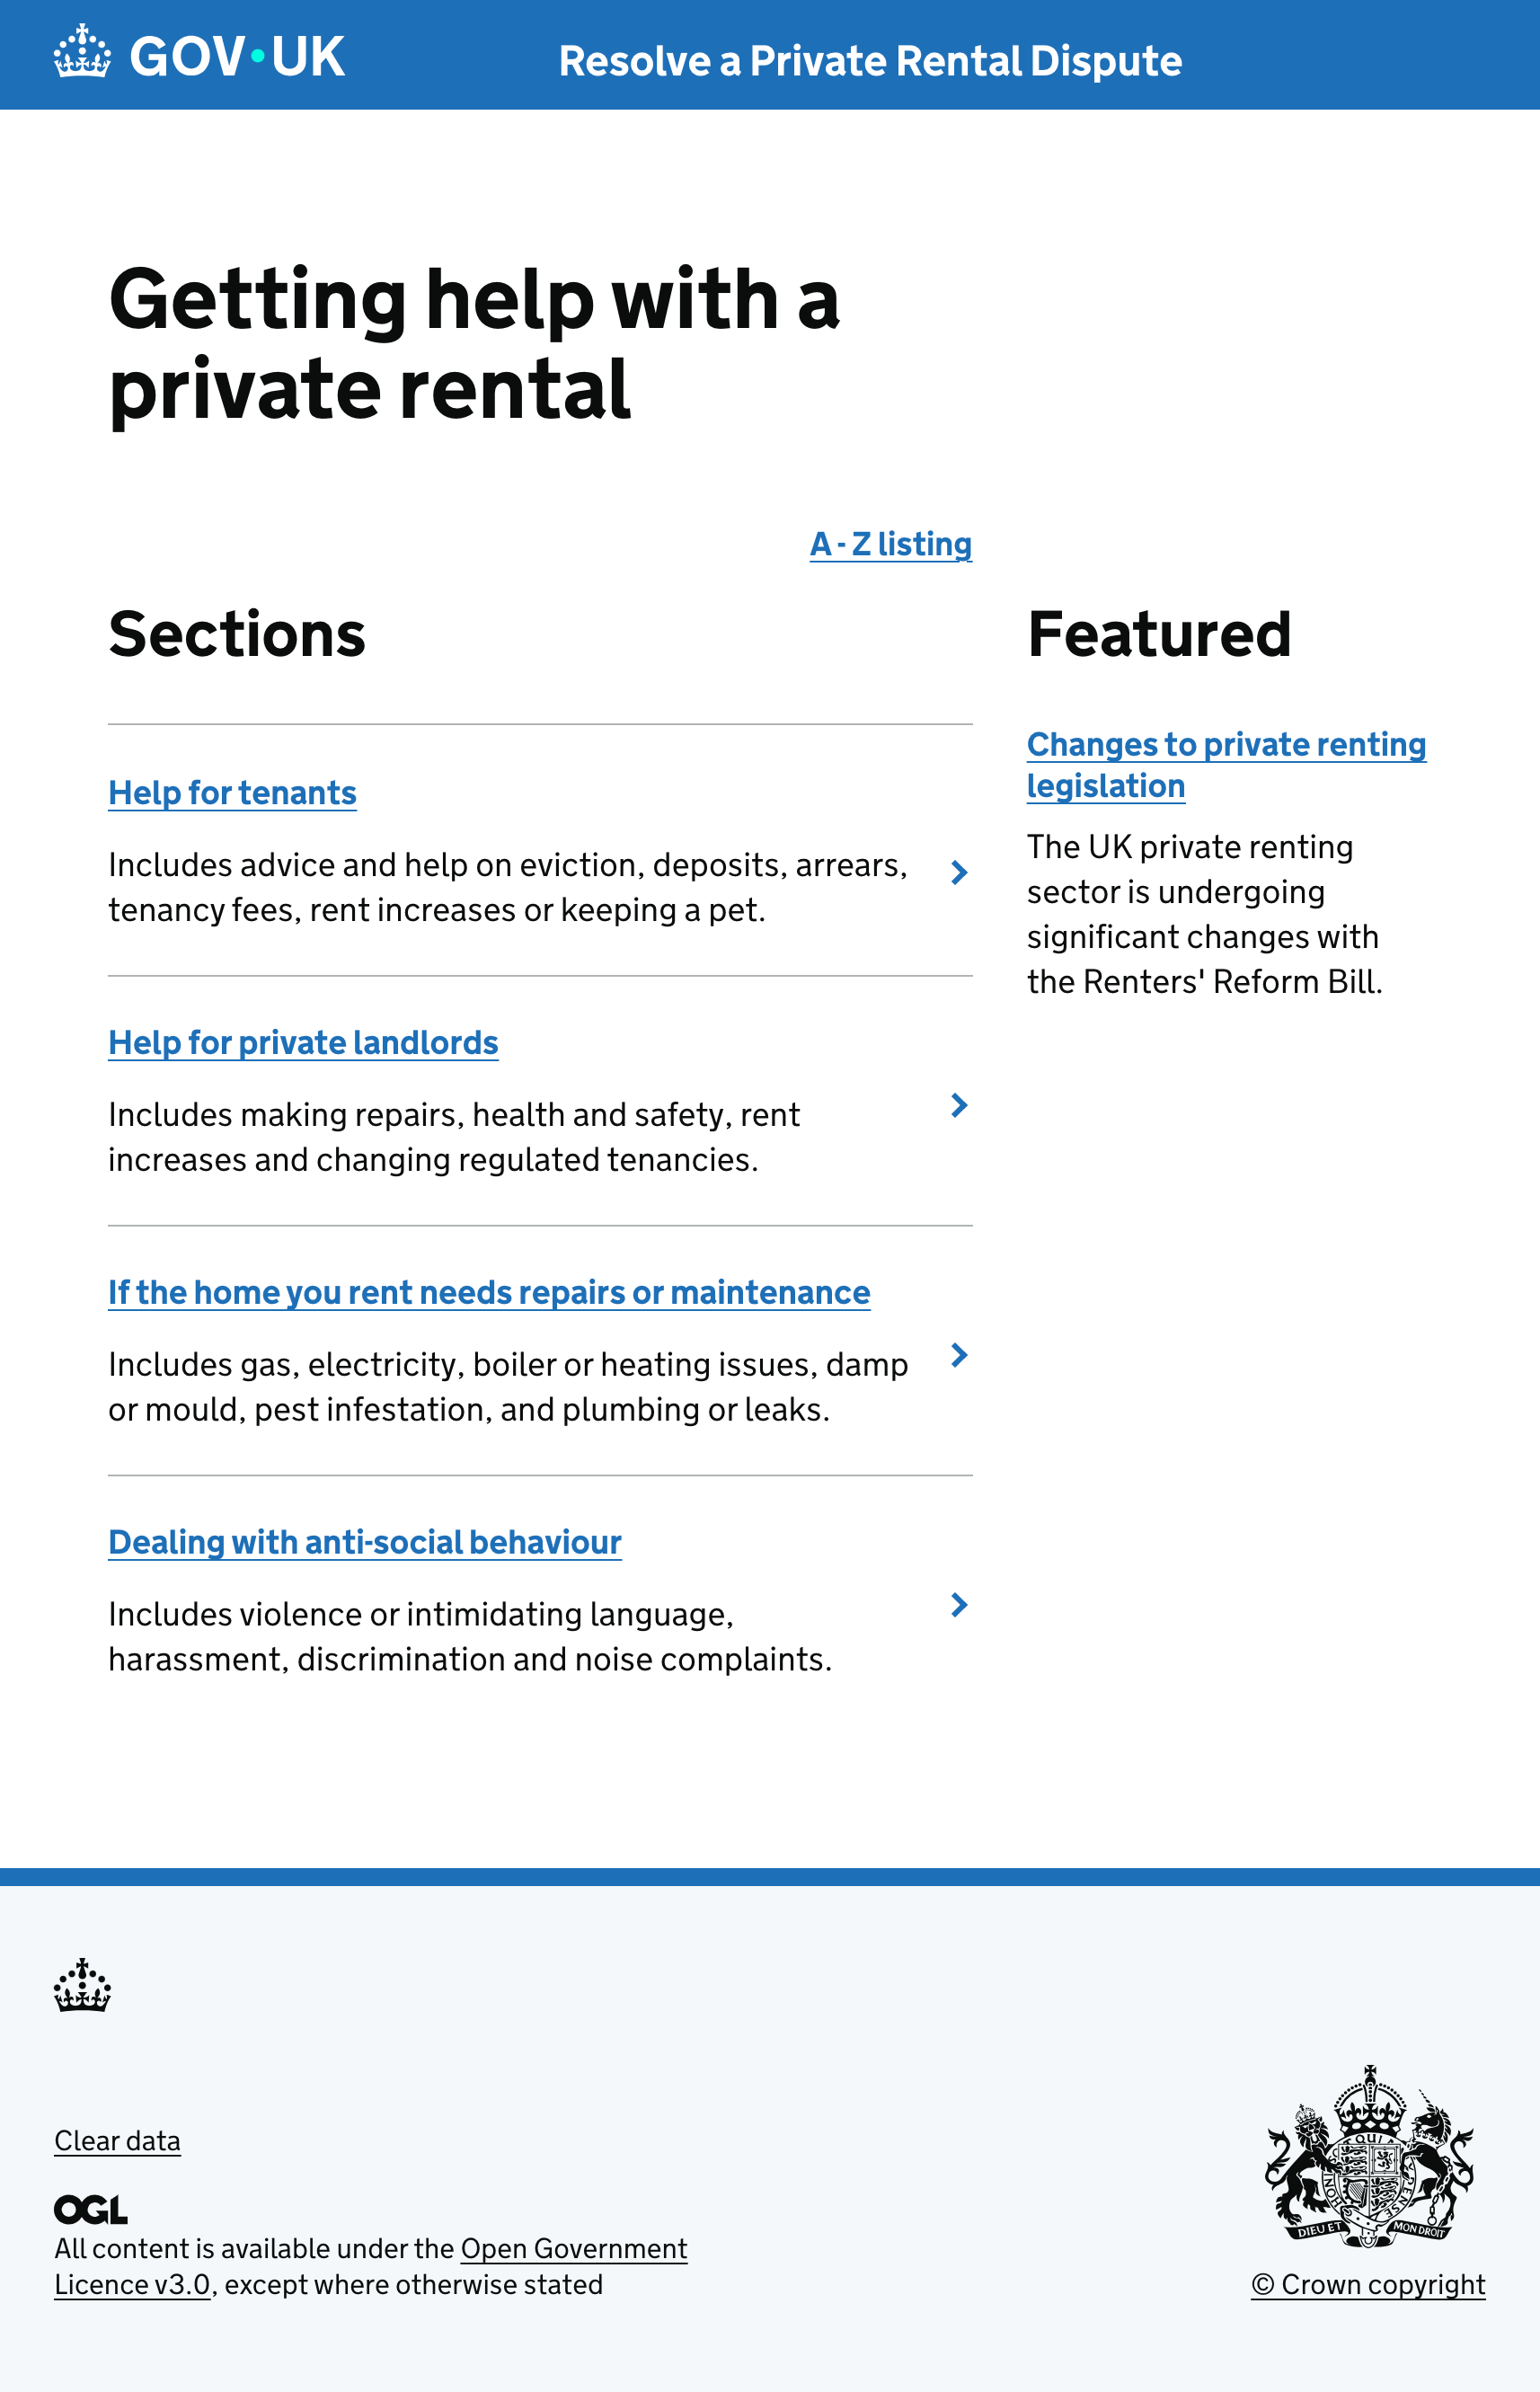 GOV·UK
Resolve a Private Rental Dispute
Getting help with a
private rental
A - Z listing
Sections
Help for tenants
Includes advice and help on eviction, deposits, arrears,
tenancy fees, rent increases or keeping a pet.
Help for private landlords
Includes making repairs, health and safety, rent
increases and changing regulated tenancies.
If the home you rent needs repairs or maintenance
Includes gas, electricity, boiler or heating issues, damp
or mould, pest infestation, and plumbing or leaks.
Dealing with anti-social behaviour
Includes violence or intimidating language,
harassment, discrimination and noise complaints.
Featured
Changes to private renting
legislation
The UK private renting
sector is undergoing
significant changes with
the Renters' Reform Bill.
Clear data
OGL
All content is available under the Open Government
Licence v3.0, except where otherwise stated
DIEU ET MON DROIT
© Crown copyright